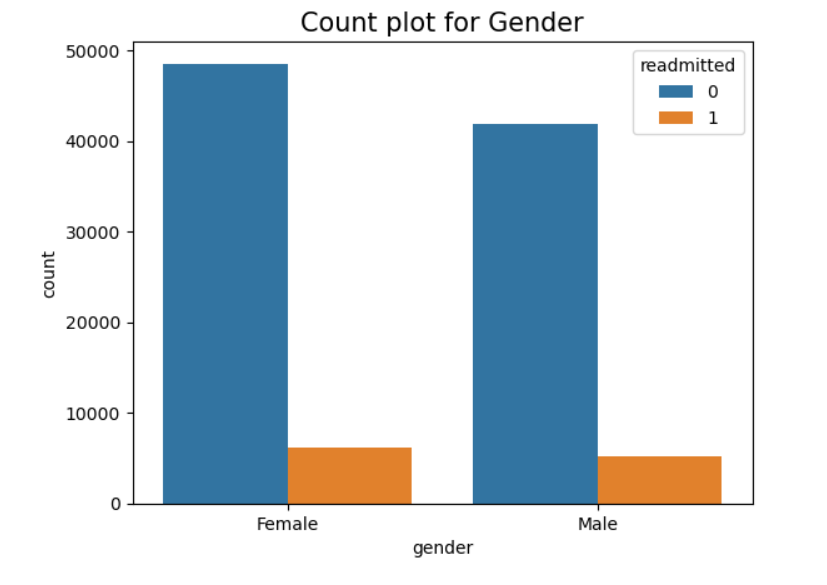 Count plot for Gender
readmitted
0
1
50000
40000
30000
20000
10000
0
count
Female Male
gender